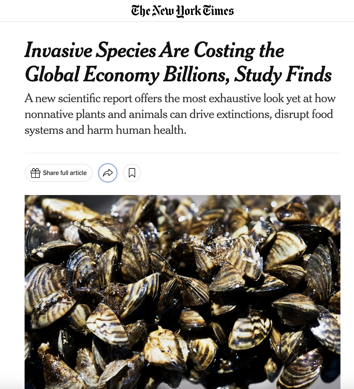 The New York Times
Invasive Species Are Costing the
Global Economy Billions, Study Finds
A new scientific report offers the most exhaustive look yet at how
nonnative plants and animals can drive extinctions, disrupt food
systems and harm human health.
Share full article